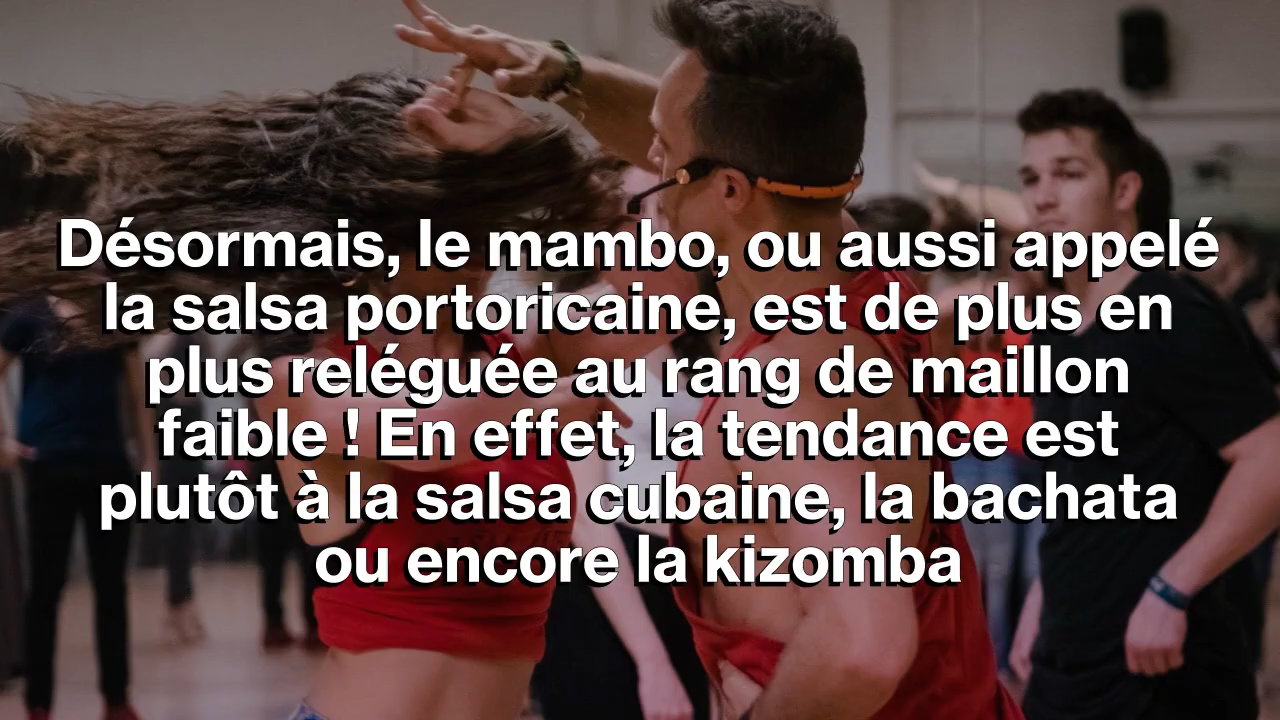 Désormais, le mambo, ou aussi appelé
la salsa portoricaine, est de plus en
plus reléguée au rang de maillon
faible ! En effet, la tendance est
plutôt à la salsa cubaine, la bachata
ou encore la kizomba